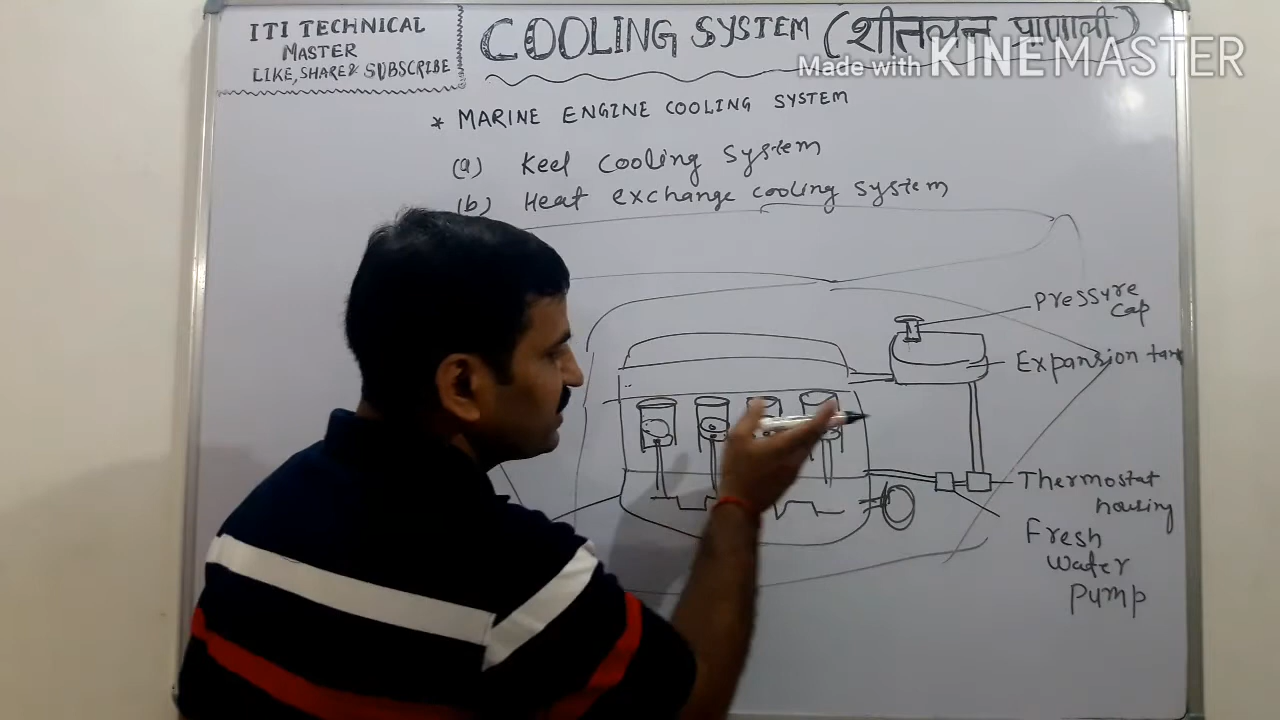 ITI TECHNICAL
MASTER
LIKE, SHARE & SUBSCRIBE
COOLING SYSTEM (शीतलन प्रणाली)
Made with KINEMASTER
* MARINE ENGINE COOLING SYSTEM
(a) Keel cooling system
(b) Heat exchange cooling system
Pressure
cap
Expansion tank
Thermostat
housing
Fresh
water
pump